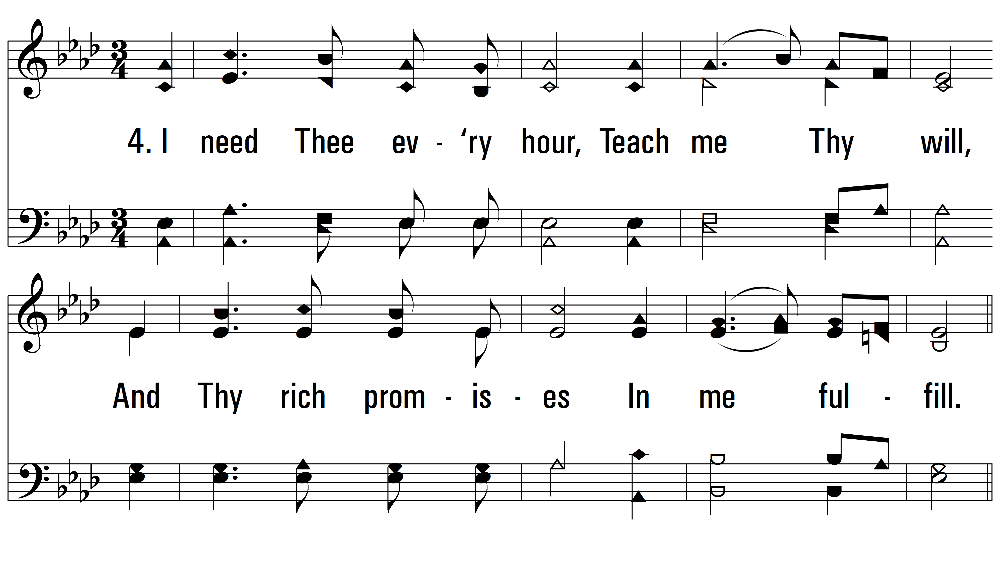 4. I need Thee ev - ‘ry hour, Teach me Thy will,
And Thy rich prom - is - es In me ful - fill.